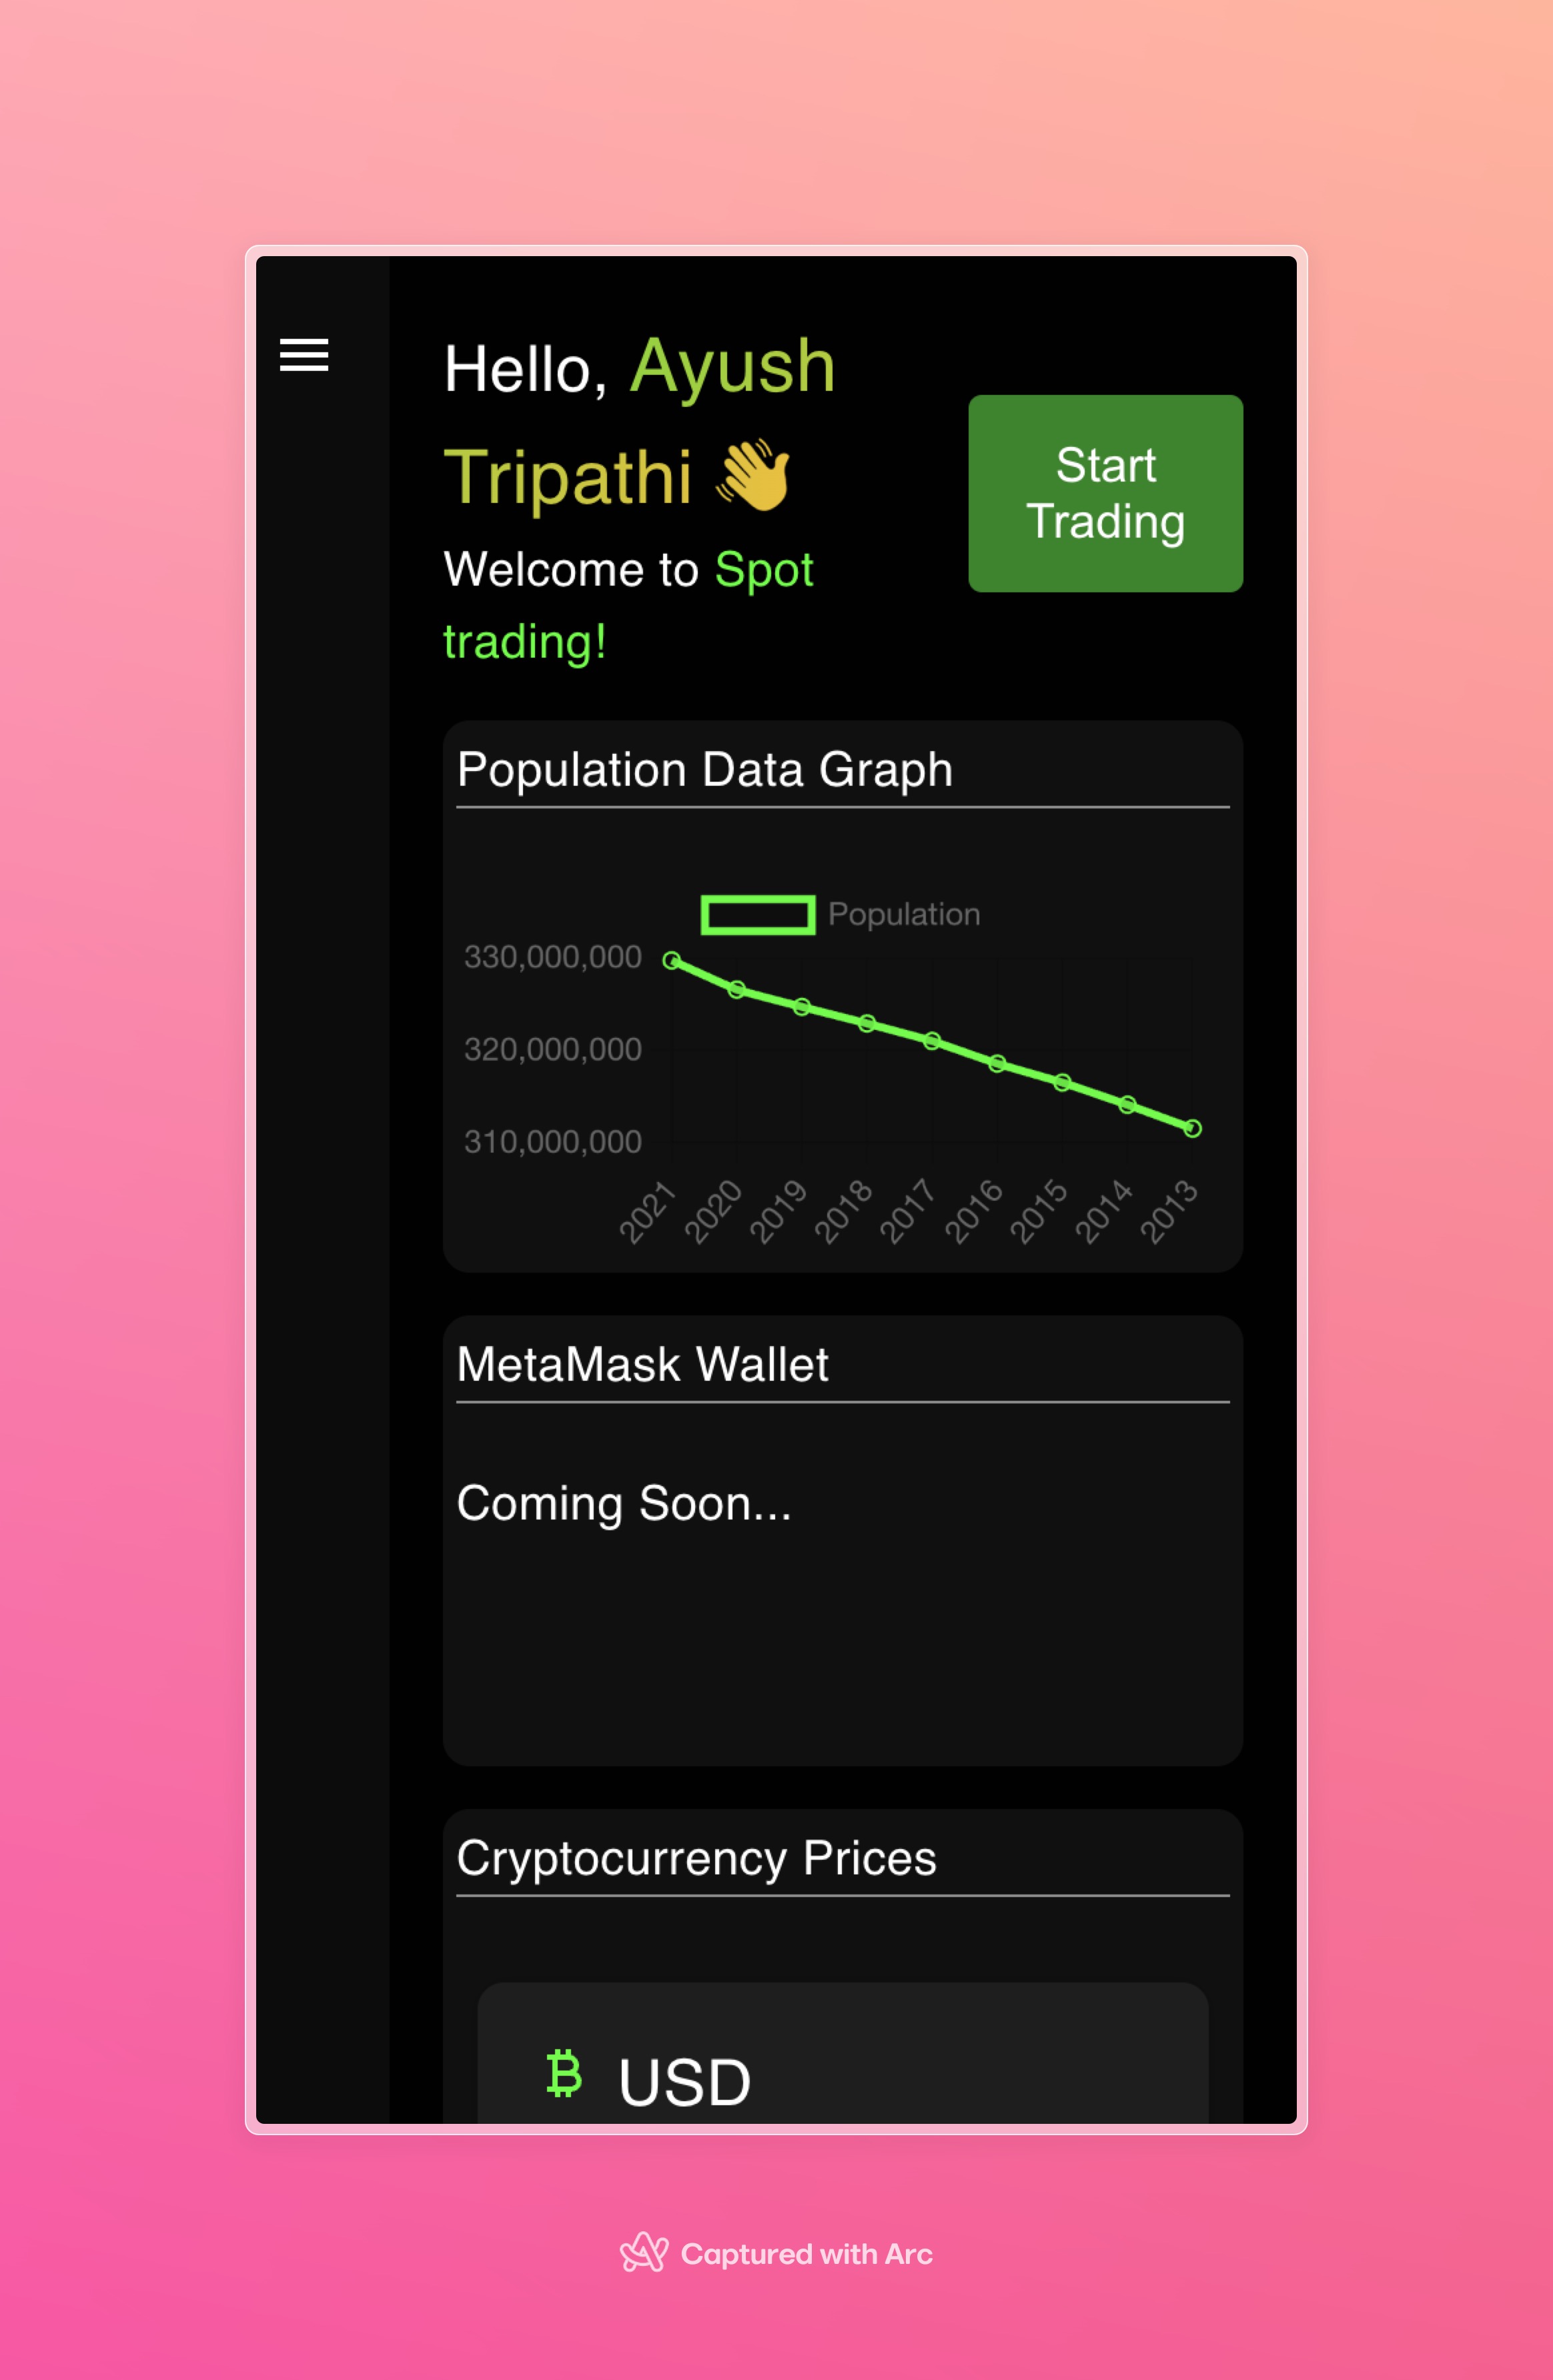 Hello, Ayush
Tripathi 👋
Welcome to Spot
trading!
Start
Trading
Population Data Graph
Population
330,000,000
320,000,000
310,000,000
2021 2020 2019 2018 2017 2016 2015 2014 2013
MetaMask Wallet
Coming Soon...
Cryptocurrency Prices
₿ USD
Captured with Arc